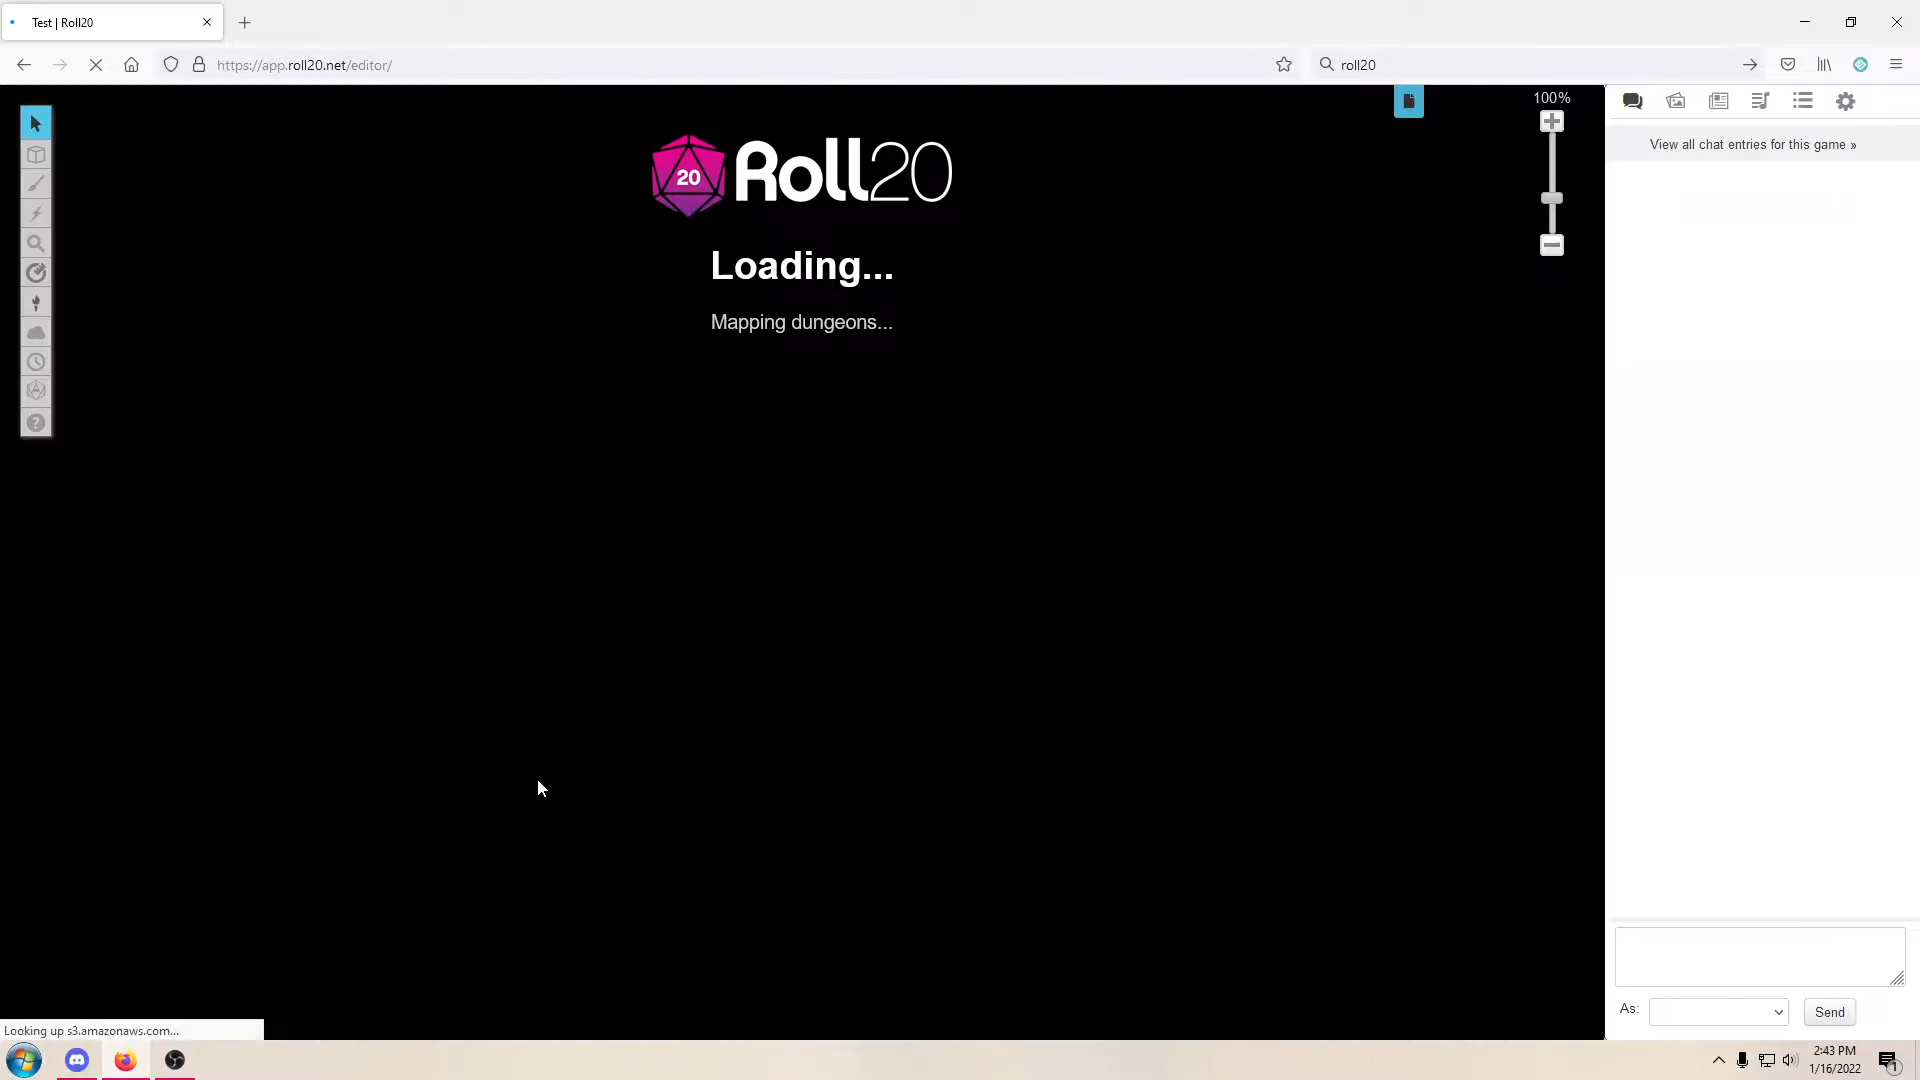 Test | Roll20
https://app.roll20.net/editor/
roll20
100%
20 Roll20
Loading...
Mapping dungeons...
View all chat entries for this game »
As:
Send
Looking up s3.amazonaws.com...
2:43 PM
1/16/2022
1